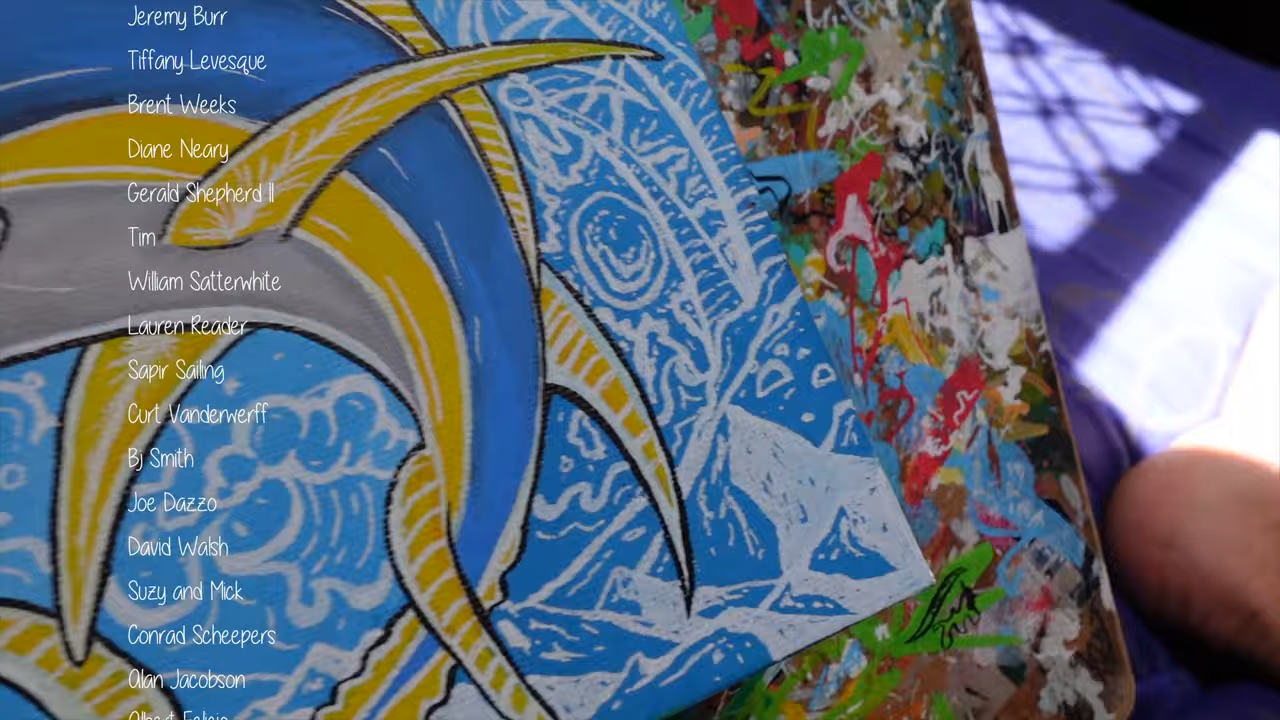 Jeremy Burr
Tiffany Levesque
Brent Weeks
Diane Neary
Gerald Shepherd II
Tim
William Satterwhite
Lauren Reader
Sapir Sailing
Curt Vanderwerff
Bj Smith
Joe Dazzo
David Walsh
Suzy and Mick
Conrad Scheepers
Alan Jacobson